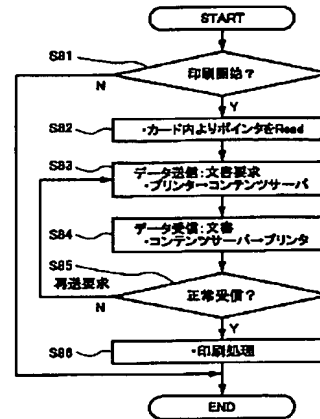 START
S81
印刷開始？
N
Y
S82
・カード内よりポインタをRead
S83
データ送信：文書要求
・プリンター→コンテンツサーバ
S84
データ受信：文書
・コンテンツサーバー→プリンタ
S85
再送要求
正常受信？
N
Y
S86
・印刷処理
END